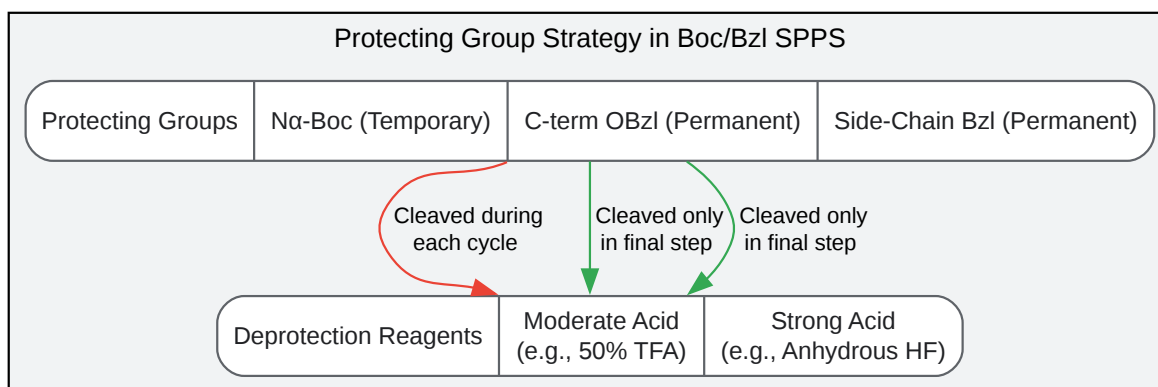 Protecting Group Strategy in Boc/Bzl SPPS
Protecting Groups
Nα-Boc (Temporary)
C-term OBzl (Permanent)
Side-Chain Bzl (Permanent)
Cleaved during
each cycle
Cleaved only
in final step
Cleaved only
in final step
Deprotection Reagents
Moderate Acid
(e.g., 50% TFA)
Strong Acid
(e.g., Anhydrous HF)